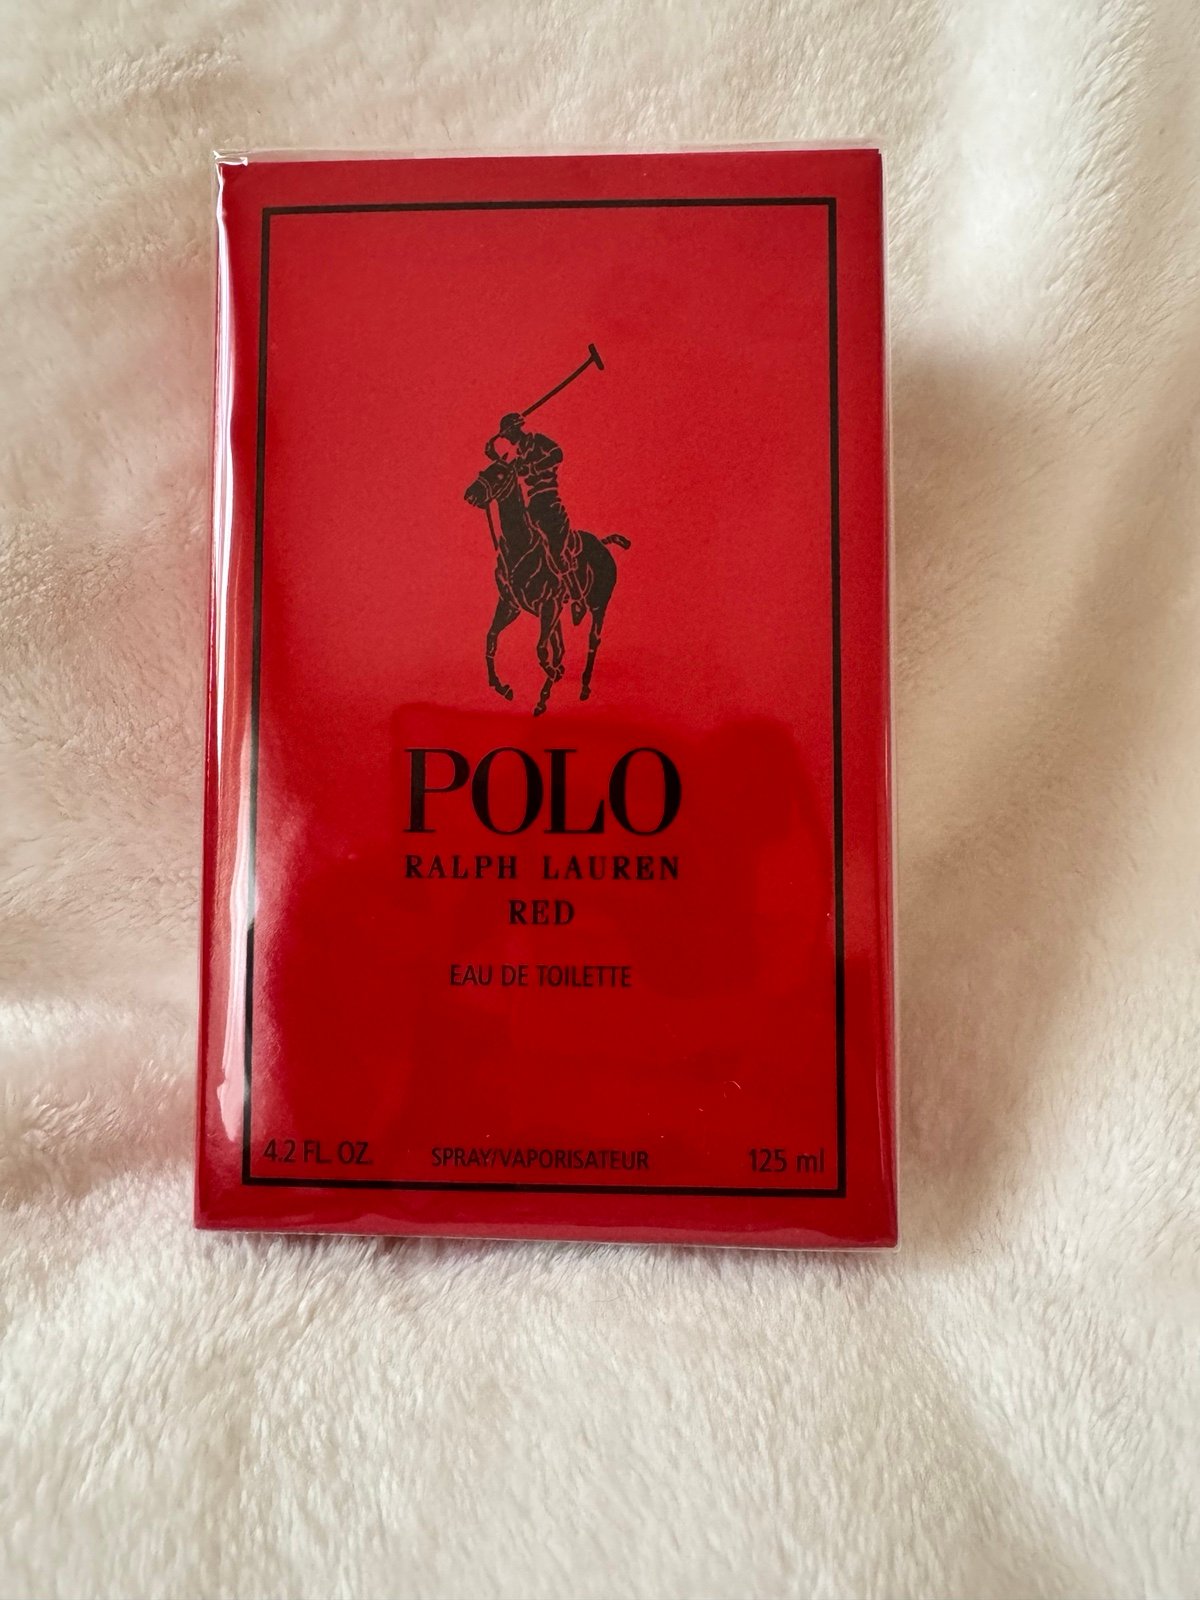 POLO
RALPH LAUREN
RED
EAU DE TOILETTE
4.2 FL. OZ. SPRAY/VAPORISATEUR 125 ml